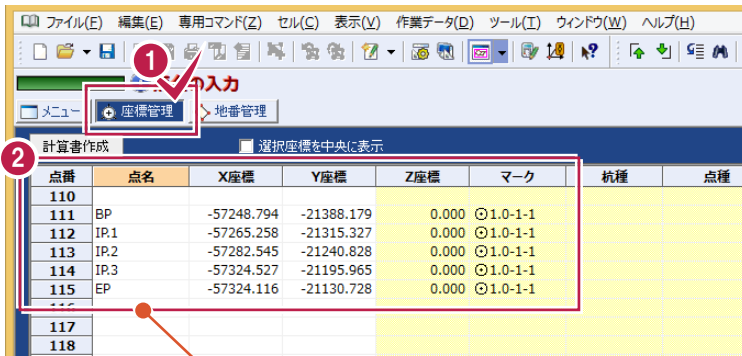 ファイル(F) 編集(E) 専用コマンド(Z) セル(C) 表示(V) 作業データ(D) ツール(T) ウィンドウ(W) ヘルプ(H)
1
の入力
メニュー 座標管理 地番管理
2
計算書作成 選択座標を中央に表示
点番 点名 X座標 Y座標 Z座標 マーク 杭種 点種
110
111 BP -57248.794 -21388.179 0.000 ⊙1.0-1-1
112 IP.1 -57265.258 -21315.327 0.000 ⊙1.0-1-1
113 IP.2 -57282.545 -21240.828 0.000 ⊙1.0-1-1
114 IP.3 -57324.527 -21195.965 0.000 ⊙1.0-1-1
115 EP -57324.116 -21130.728 0.000 ⊙1.0-1-1
116
117
118